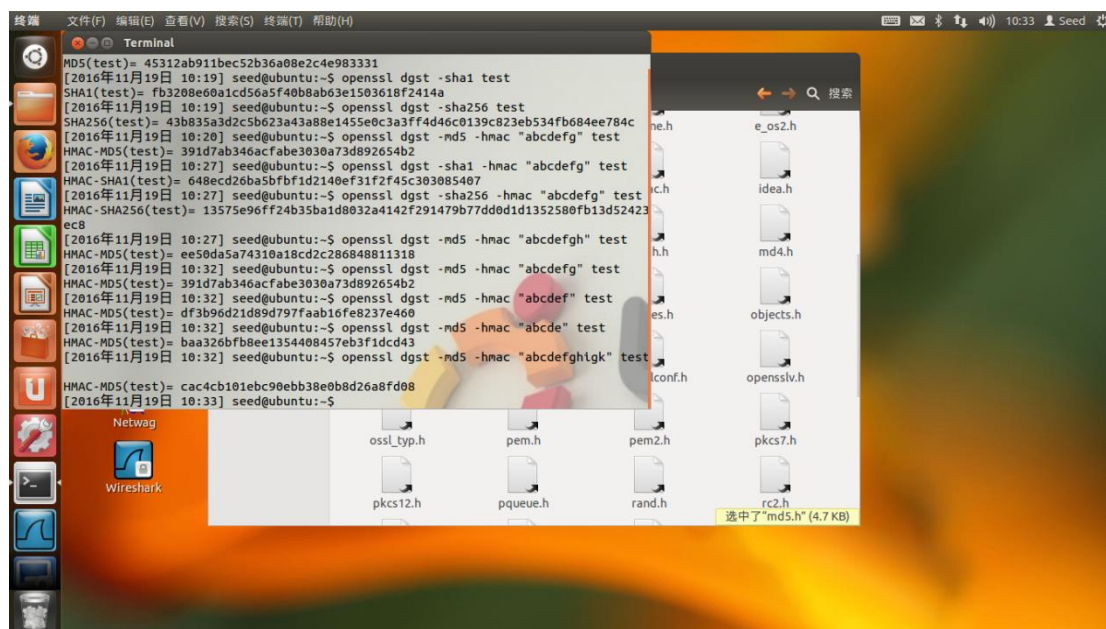 终端 文件(F) 编辑(E) 查看(V) 搜索(S) 终端(T) 帮助(H) 10:33 Seed
Terminal
MD5(test)= 45312ab911bec52b36a08e2c4e983331
[2016年11月19日 10:19] seed@ubuntu:~$ openssl dgst -sha1 test
SHA1(test)= fb3208e60a1cd56a5f40b8ab63e1503618f2414a
[2016年11月19日 10:19] seed@ubuntu:~$ openssl dgst -sha256 test
SHA256(test)= 43b835a3d2c5b623a43a88e1455e0c3a3ff4d46c0139c823eb534fb684ee784c
[2016年11月19日 10:20] seed@ubuntu:~$ openssl dgst -md5 -hmac "abcdefg" test
HMAC-MD5(test)= 391d7ab346acfabe3030a73d892654b2
[2016年11月19日 10:27] seed@ubuntu:~$ openssl dgst -sha1 -hmac "abcdefg" test
HMAC-SHA1(test)= 648ecd26ba5bfbf1d2140ef31f2f45c303085407
[2016年11月19日 10:27] seed@ubuntu:~$ openssl dgst -sha256 -hmac "abcdefg" test
HMAC-SHA256(test)= 13575e96ff24b35ba1d8032a4142f291479b77dd0d1d1352580fb13d52423
ec8
[2016年11月19日 10:27] seed@ubuntu:~$ openssl dgst -md5 -hmac "abcdefgh" test
HMAC-MD5(test)= ee50da5a74310a18cd2c286848811318
[2016年11月19日 10:32] seed@ubuntu:~$ openssl dgst -md5 -hmac "abcdefg" test
HMAC-MD5(test)= 391d7ab346acfabe3030a73d892654b2
[2016年11月19日 10:32] seed@ubuntu:~$ openssl dgst -md5 -hmac "abcdef" test
HMAC-MD5(test)= df3b96d21d89d797faab16fe8237e460
[2016年11月19日 10:32] seed@ubuntu:~$ openssl dgst -md5 -hmac "abcde" test
HMAC-MD5(test)= baa326bfb8ee1354408457eb3f1dcd43
[2016年11月19日 10:32] seed@ubuntu:~$ openssl dgst -md5 -hmac "abcdefghigk" test
HMAC-MD5(test)= cac4cb101ebc90ebb38e0b8d26a8fd08
[2016年11月19日 10:33] seed@ubuntu:~$
搜索
ne.h e_os2.h
ac.h idea.h
h.h md4.h
es.h objects.h
lconf.h opensslv.h
ossl_typ.h pem.h pem2.h pkcs7.h
pkcs12.h pqueue.h rand.h rc2.h
选中了"md5.h" (4.7 KB)
Netwag
Wireshark